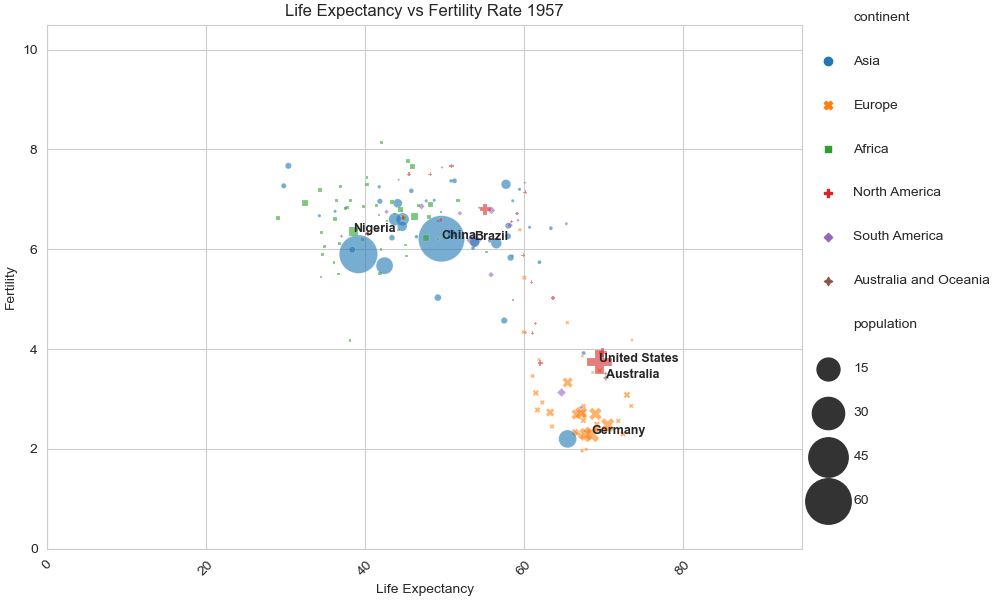 Life Expectancy vs Fertility Rate 1957
continent
Asia
Europe
Africa
North America
South America
Australia and Oceania
population
15
30
45
60
10
8
6
4
2
0
Fertility
Nigeria
China
Brazil
United States
Australia
Germany
0
20
40
60
80
Life Expectancy